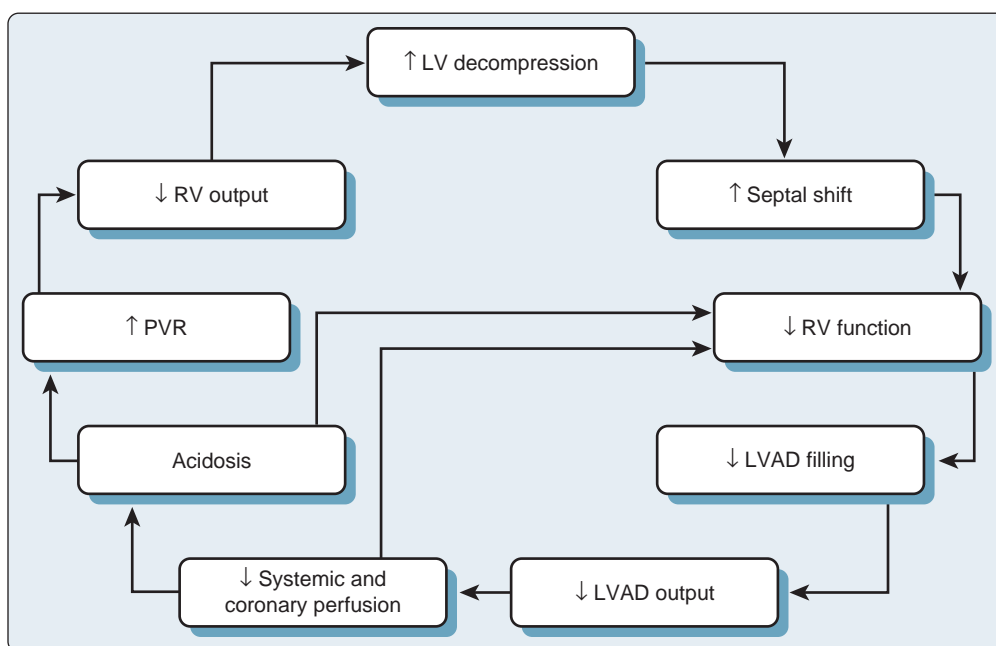 ↑ LV decompression
↓ RV output
↑ Septal shift
↑ PVR
↓ RV function
Acidosis
↓ LVAD filling
↓ Systemic and
coronary perfusion
↓ LVAD output